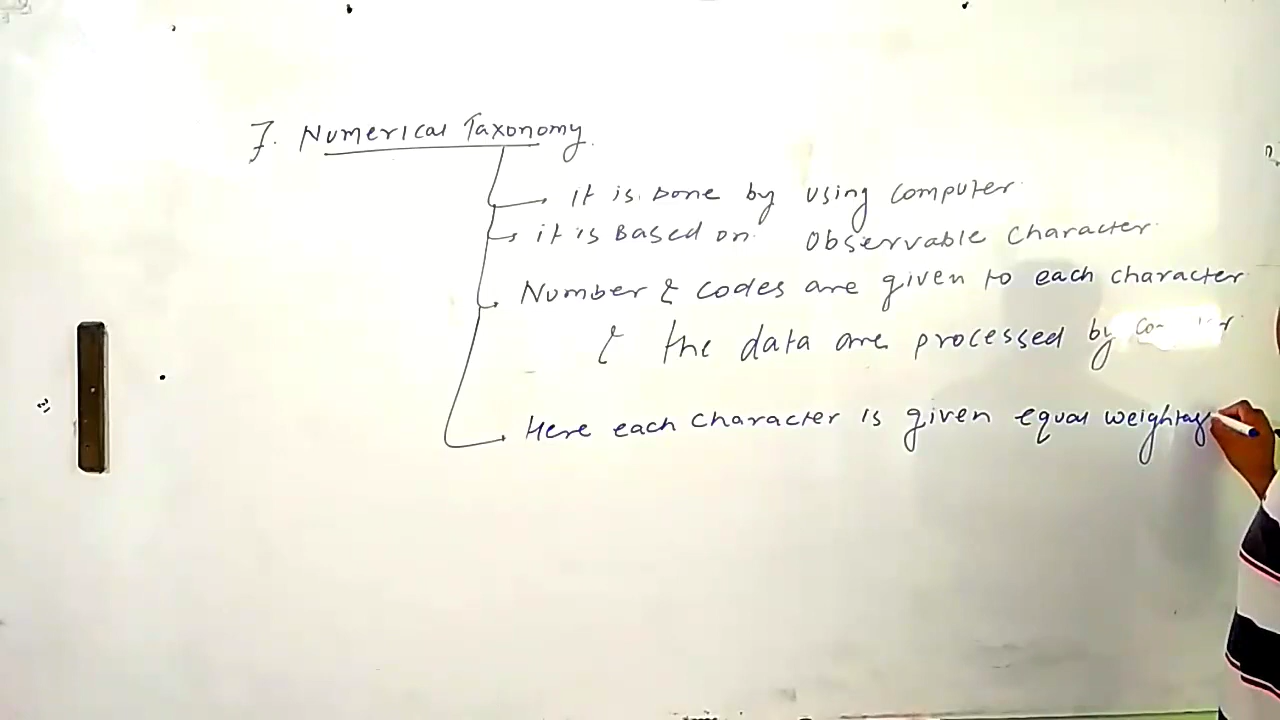 7. Numerical Taxonomy.
It is Done by using computer.
it is Based on observable character.
Number & codes are given to each character
& the data are processed by
Here each character is given equal weightag